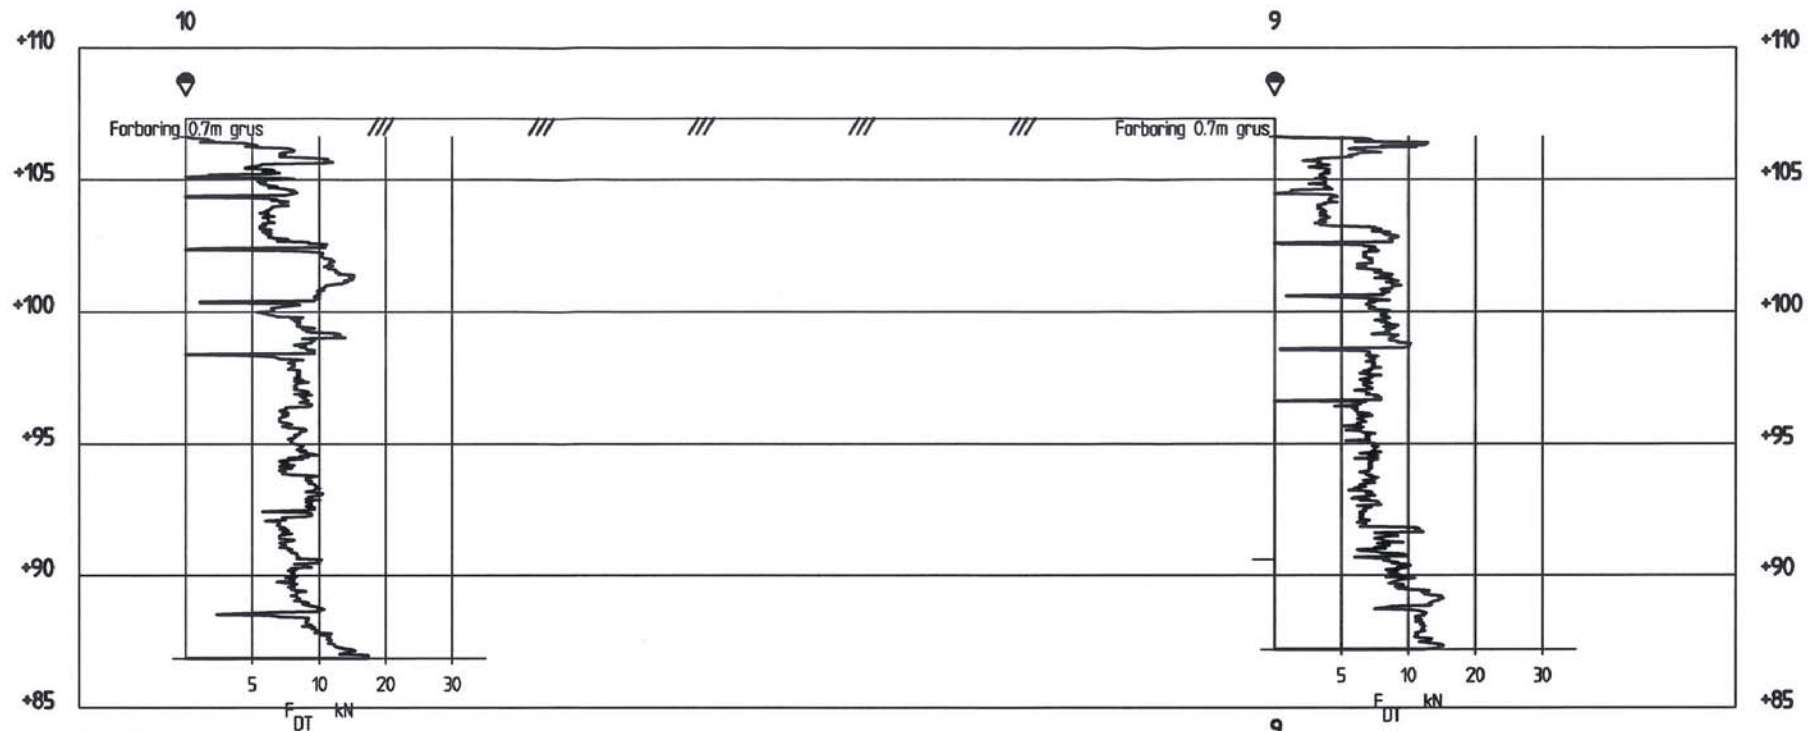 10 9
+110 +110
Forboring 0.7m grus Forboring 0.7m grus
+105 +105
+100 +100
+95 +95
+90 +90
5 10 20 30 5 10 20 30
F DT kN F DT kN
+85 +85
9